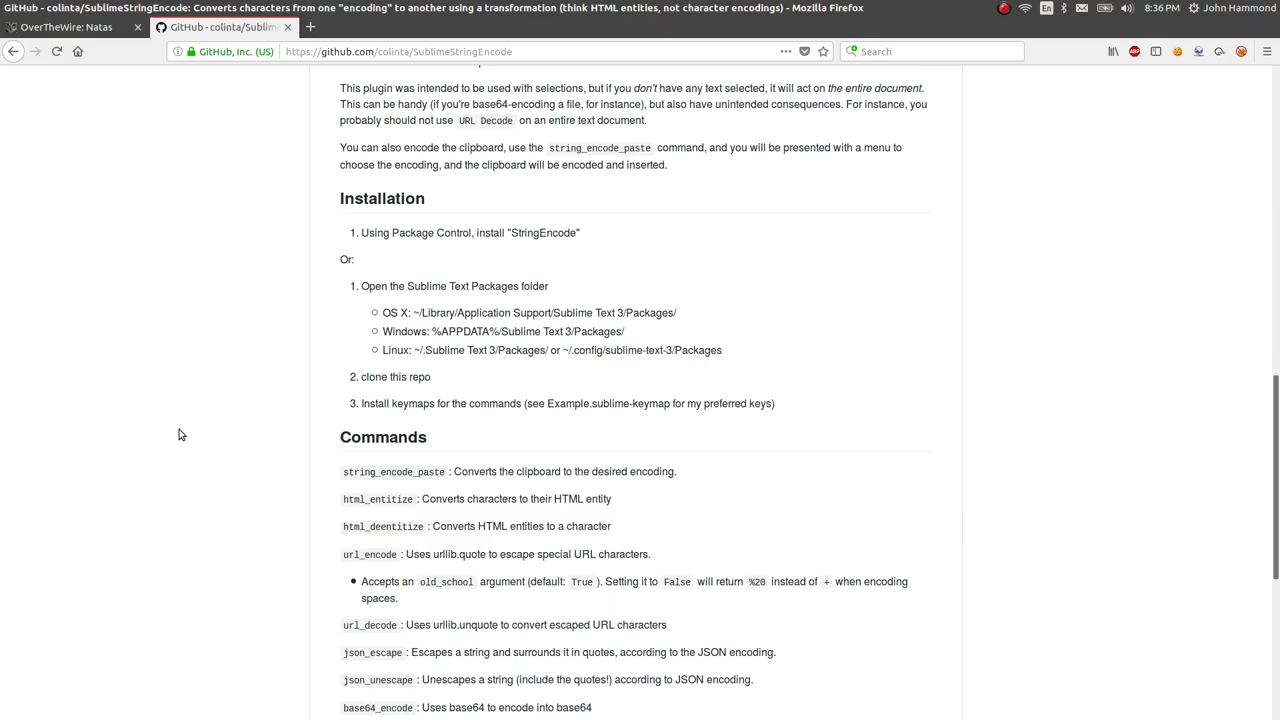 GitHub - colinta/SublimeStringEncode: Converts characters from one "encoding" to another using a transformation (think HTML entities, not character encodings) - Mozilla Firefox
En
8:36 PM
John Hammond
OverTheWire: Natas
GitHub - colinta/Sublim
GitHub, Inc. (US)
https://github.com/colinta/SublimeStringEncode
Search
ABP
This plugin was intended to be used with selections, but if you don't have any text selected, it will act on the entire document.
This can be handy (if you're base64-encoding a file, for instance), but also have unintended consequences. For instance, you
probably should not use URL Decode on an entire text document.
You can also encode the clipboard, use the string_encode_paste command, and you will be presented with a menu to
choose the encoding, and the clipboard will be encoded and inserted.
Installation
1. Using Package Control, install "StringEncode"
Or:
1. Open the Sublime Text Packages folder
OS X: ~/Library/Application Support/Sublime Text 3/Packages/
Windows: %APPDATA%/Sublime Text 3/Packages/
Linux: ~/.Sublime Text 3/Packages/ or ~/.config/sublime-text-3/Packages
2. clone this repo
3. Install keymaps for the commands (see Example.sublime-keymap for my preferred keys)
Commands
string_encode_paste : Converts the clipboard to the desired encoding.
html_entitize : Converts characters to their HTML entity
html_deentitize : Converts HTML entities to a character
url_encode : Uses urllib.quote to escape special URL characters.
Accepts an old_school argument (default: True ). Setting it to False will return %20 instead of + when encoding
spaces.
url_decode : Uses urllib.unquote to convert escaped URL characters
json_escape : Escapes a string and surrounds it in quotes, according to the JSON encoding.
json_unescape : Unescapes a string (include the quotes!) according to JSON encoding.
base64_encode : Uses base64 to encode into base64